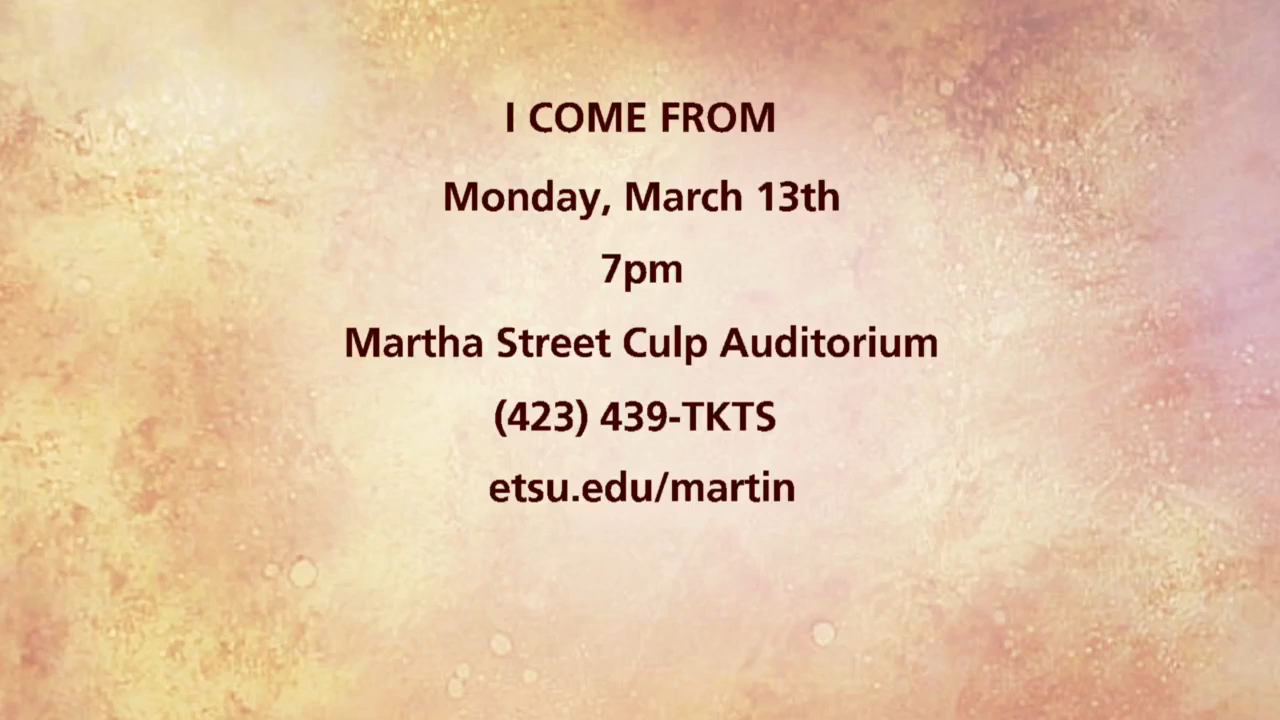 I COME FROM
Monday, March 13th
7pm
Martha Street Culp Auditorium
(423) 439-TKTS
etsu.edu/martin